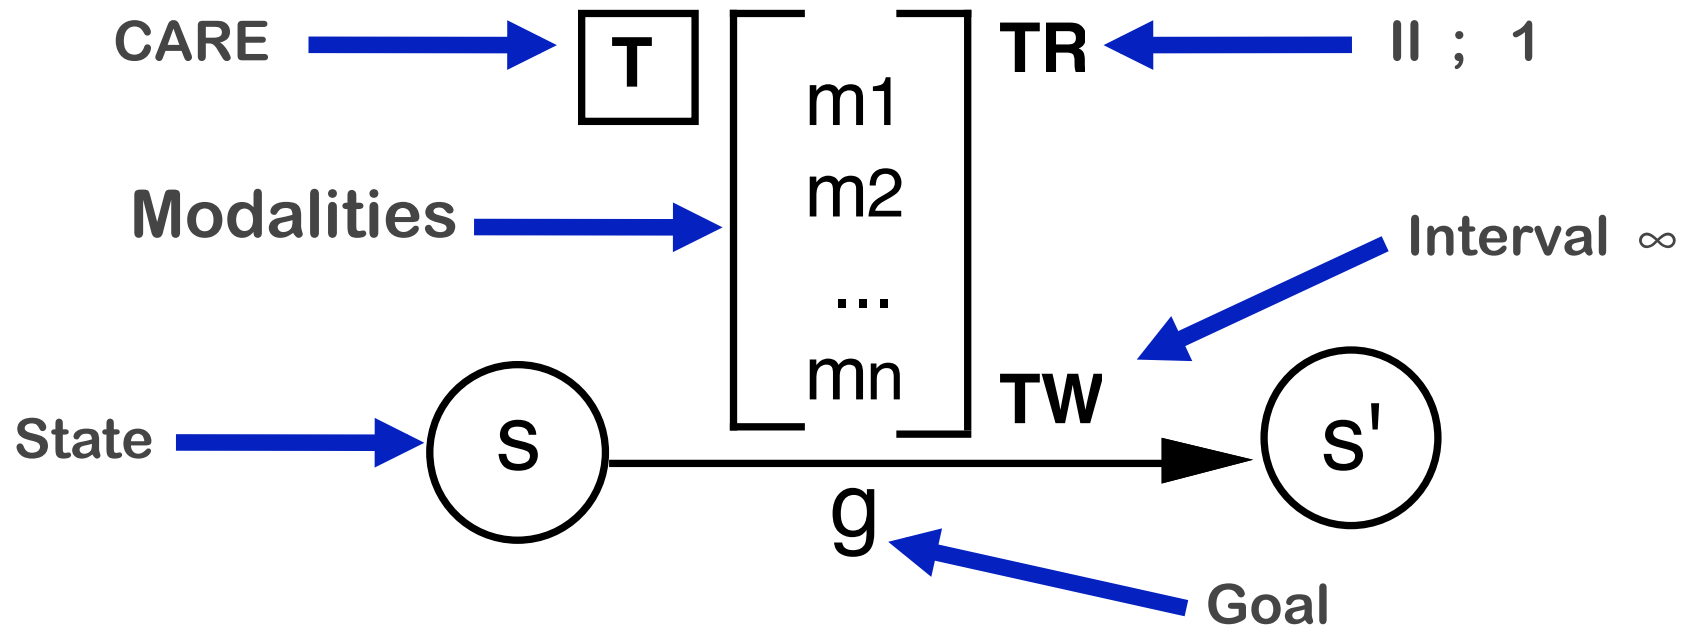 CARE T TR II ; 1
m1
Modalities m2
Interval ∞
...
mn TW
State s s'
g
Goal